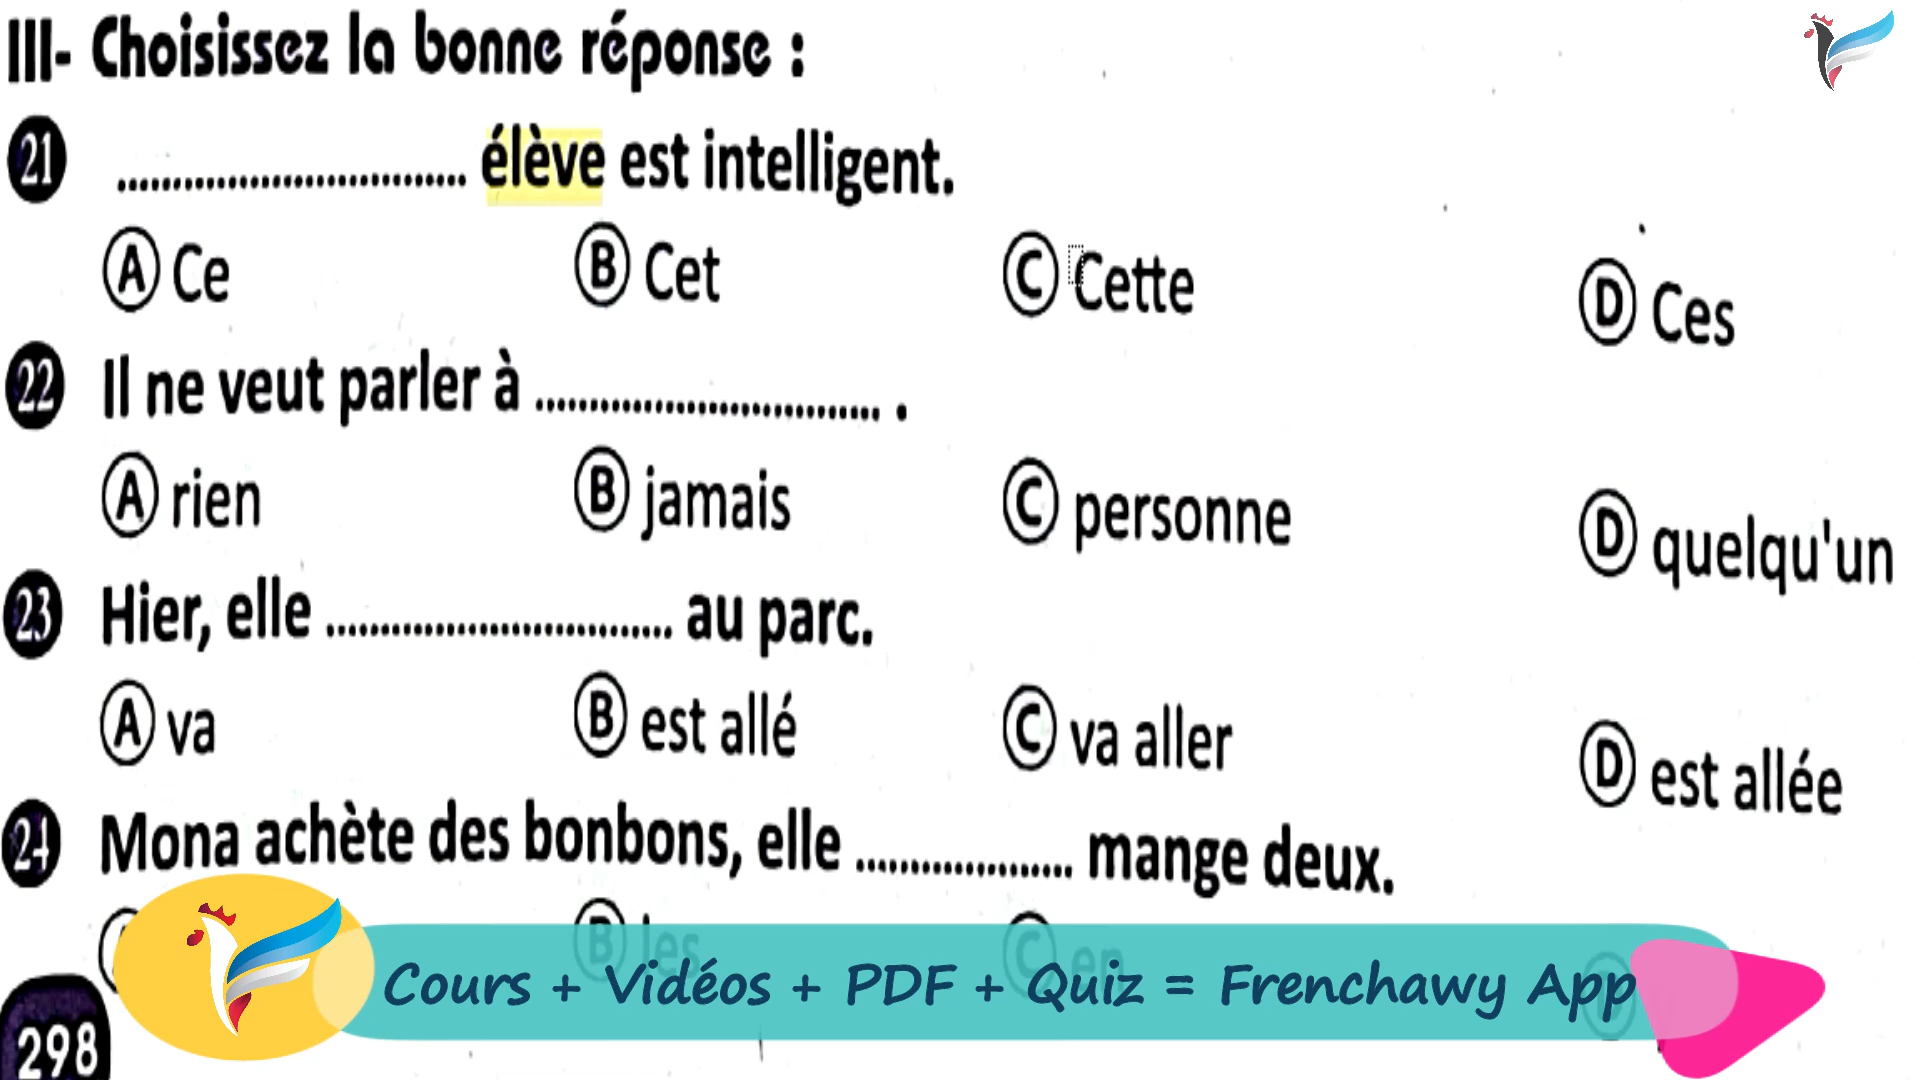 III- Choisissez la bonne réponse :
21 ................................ élève est intelligent.
A Ce B Cet C Cette D Ces
22 Il ne veut parler à ................................ .
A rien B jamais C personne D quelqu'un
23 Hier, elle ................................ au parc.
A va B est allé C va aller D est allée
24 Mona achète des bonbons, elle .................... mange deux.
B les C en D
Cours + Vidéos + PDF + Quiz = Frenchawy App
298